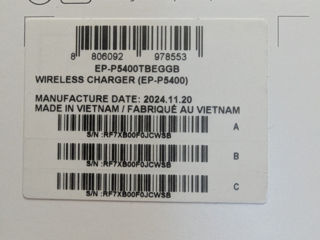 8 806092 978553
EP-P5400TBEGGB
WIRELESS CHARGER (EP-P5400)
MANUFACTURE DATE: 2024.11.20
MADE IN VIETNAM / FABRIQUÉ AU VIETNAM
A
S/N :RF7XB00F0JCWSB
B
S/N :RF7XB00F0JCWSB
C
S/N :RF7XB00F0JCWSB